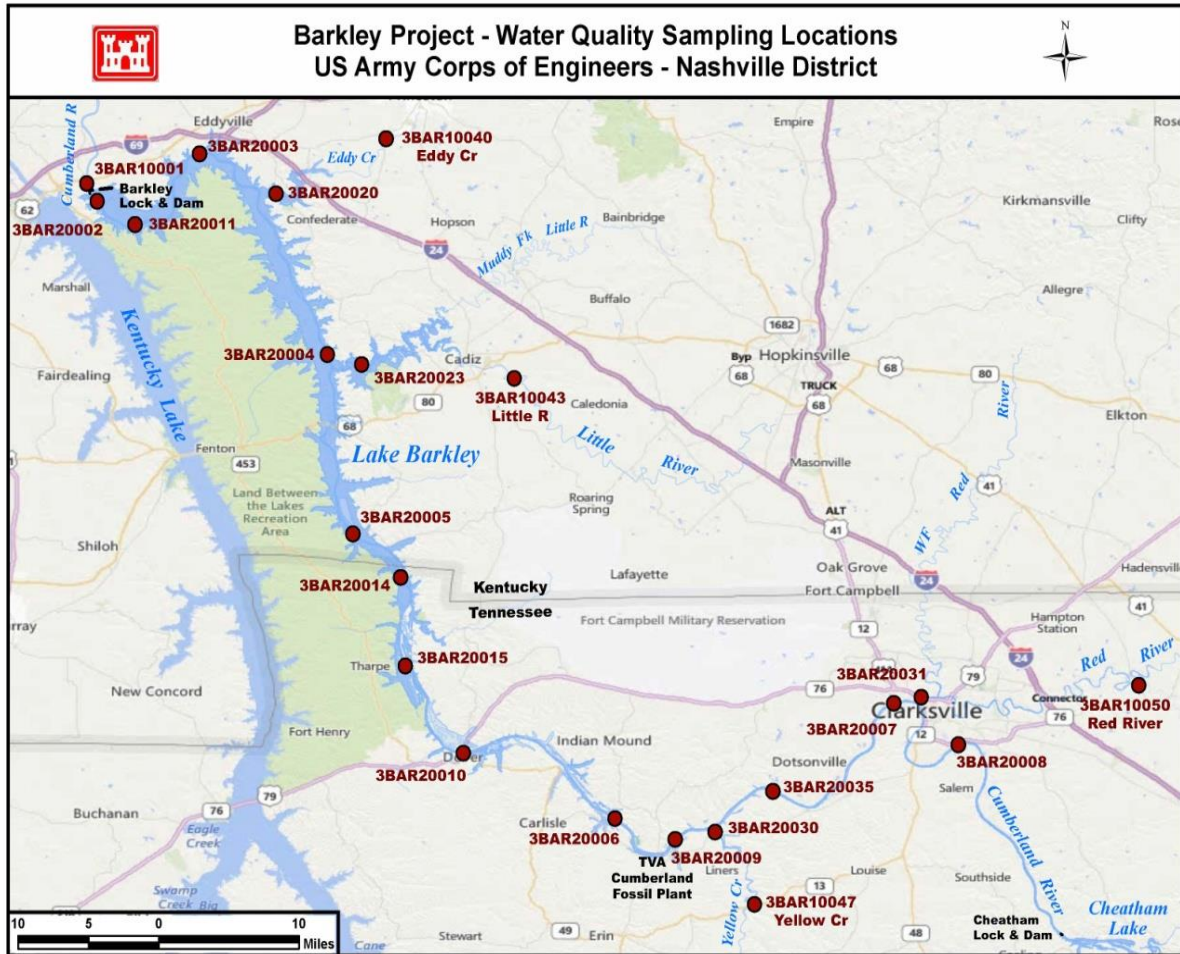 Barkley Project - Water Quality Sampling Locations
US Army Corps of Engineers - Nashville District
N
Cumberland R
Eddyville
69
3BAR20003
3BAR10040
Eddy Cr
Eddy Cr
Empire
3BAR10001
Barkley
Lock & Dam
62
3BAR20002
3BAR20011
3BAR20020
Confederate
Hopson
24
Bainbridge
Muddy Fk Little R
Kirkmansville
Clifty
Marshall
Kentucky Lake
Buffalo
Allegre
1682
Byp
68
Hopkinsville
68
80
TRUCK
68
Elkton
3BAR20004
3BAR20023
Cadiz
3BAR10043
Little R
Caledonia
80
68
Fairdealing
Fenton
453
Lake Barkley
Little
River
Masonville
41
WF Red River
Land Between
the Lakes
Recreation
Area
Roaring
Spring
ALT
41
Shiloh
3BAR20005
3BAR20014
Kentucky
Tennessee
Lafayette
Oak Grove
Fort Campbell
24
Hadensville
41
Fort Campbell Military Reservation
12
Hampton
Station
24
Red River
Tharpe
3BAR20015
New Concord
76
3BAR20031
79
Clarksville
3BAR20007
12
Connector
76
3BAR10050
Red River
Fort Henry
3BAR20010
Indian Mound
Dotsonville
3BAR20008
Salem
79
76
Buchanan
Eagle
Creek
Carlisle
3BAR20006
3BAR20035
3BAR20030
3BAR20009
TVA
Cumberland
Fossil Plant
Liners
Louise
Southside
Cumberland River
Swamp
Creek Big
13
3BAR10047
Yellow Cr
Yellow Cr
Cheatham
Lock & Dam
Cheatham
Lake
Stewart
49
Erin
48
Cane
10 5 0 10
Miles